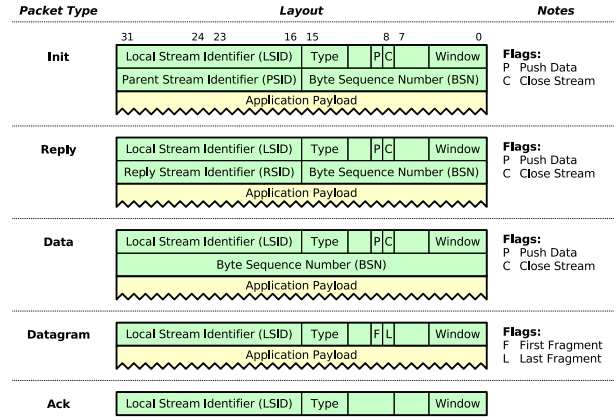 Packet Type Layout Notes
31 24 23 16 15 8 7 0
Init
Local Stream Identifier (LSID) Type P C Window
Parent Stream Identifier (PSID) Byte Sequence Number (BSN)
Application Payload
Flags:
P Push Data
C Close Stream
Reply
Local Stream Identifier (LSID) Type P C Window
Reply Stream Identifier (RSID) Byte Sequence Number (BSN)
Application Payload
Flags:
P Push Data
C Close Stream
Data
Local Stream Identifier (LSID) Type P C Window
Byte Sequence Number (BSN)
Application Payload
Flags:
P Push Data
C Close Stream
Datagram
Local Stream Identifier (LSID) Type F L Window
Application Payload
Flags:
F First Fragment
L Last Fragment
Ack
Local Stream Identifier (LSID) Type Window